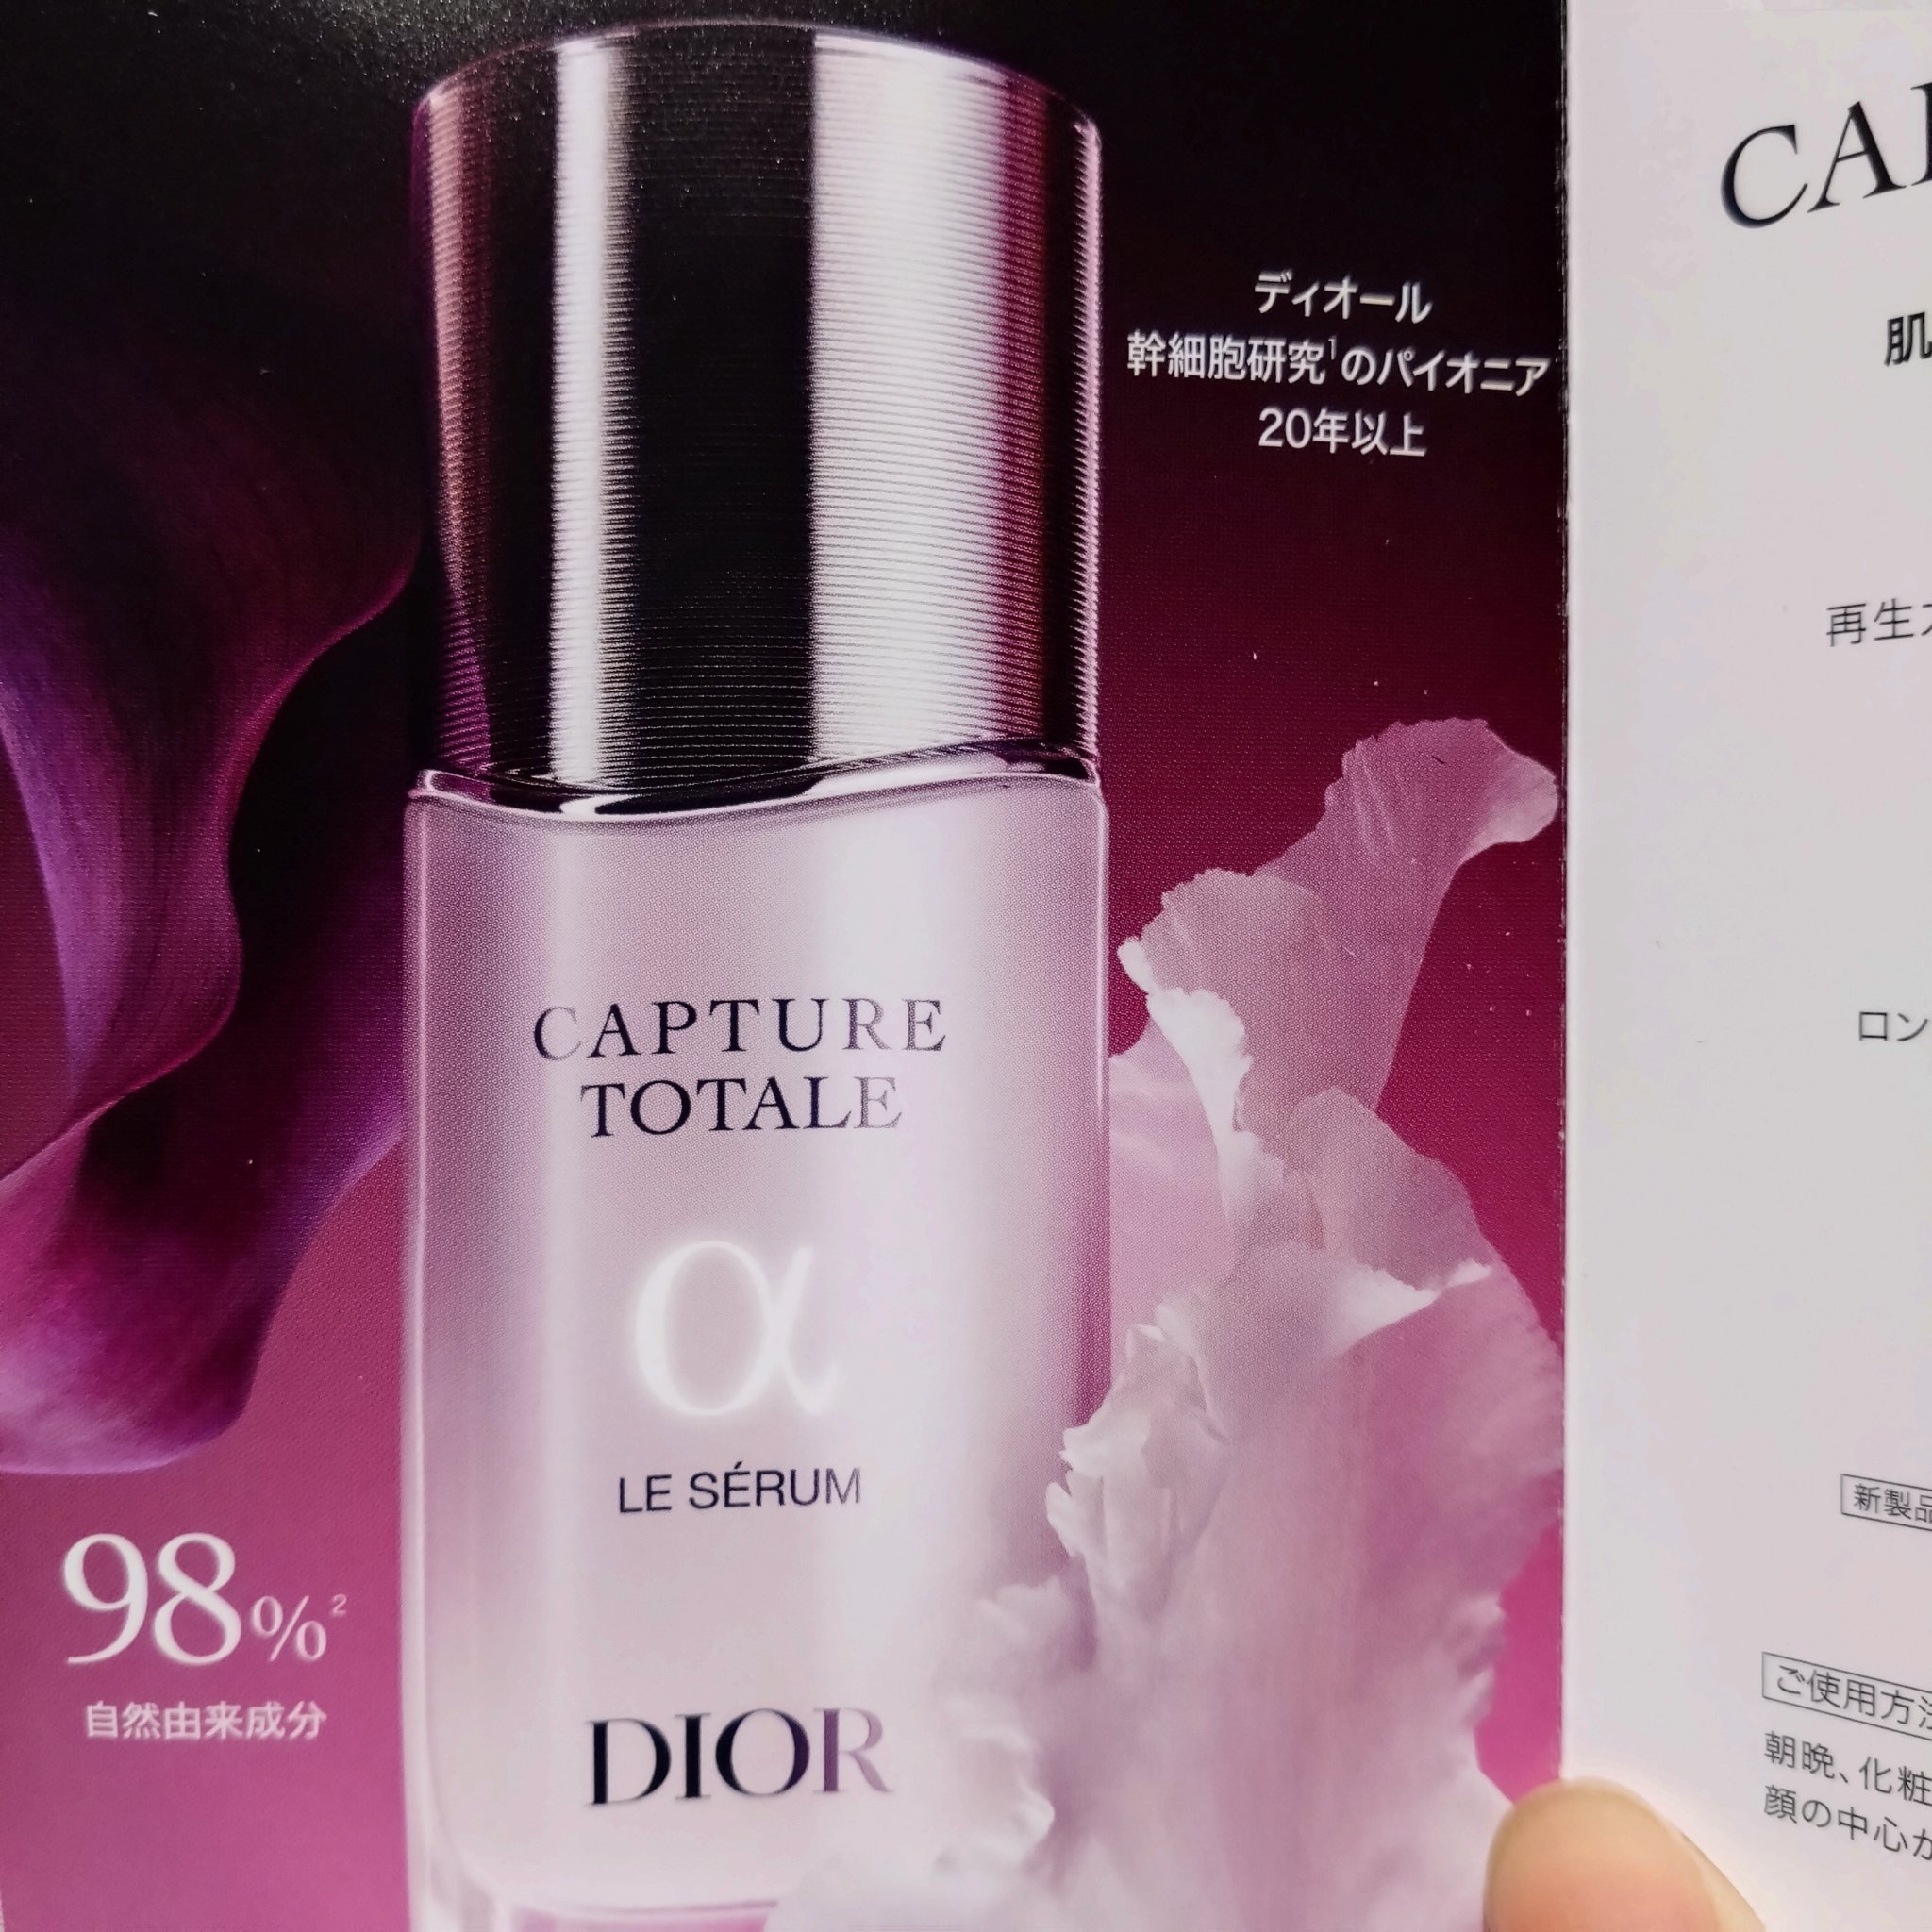 ディオール
幹細胞研究1のパイオニア
20年以上
CAPTURE
TOTALE
α
LE SÉRUM
DIOR
98%2
自然由来成分
肌
再生
ロン
新製品
ご使用方法
朝晩、化粧
顔の中心か